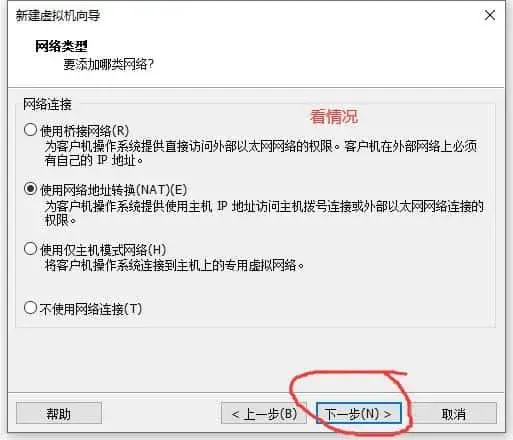 新建虚拟机向导
网络类型
要添加哪类网络?
网络连接
看情况
使用桥接网络(R)
为客户机操作系统提供直接访问外部以太网网络的权限。客户机在外部网络上必须
有自己的 IP 地址。
使用网络地址转换(NAT)(E)
为客户机操作系统提供使用主机 IP 地址访问主机拨号连接或外部以太网网络连接的
权限。
使用仅主机模式网络(H)
将客户机操作系统连接到主机上的专用虚拟网络。
不使用网络连接(T)
帮助
< 上一步(B)
下一步(N) >
取消